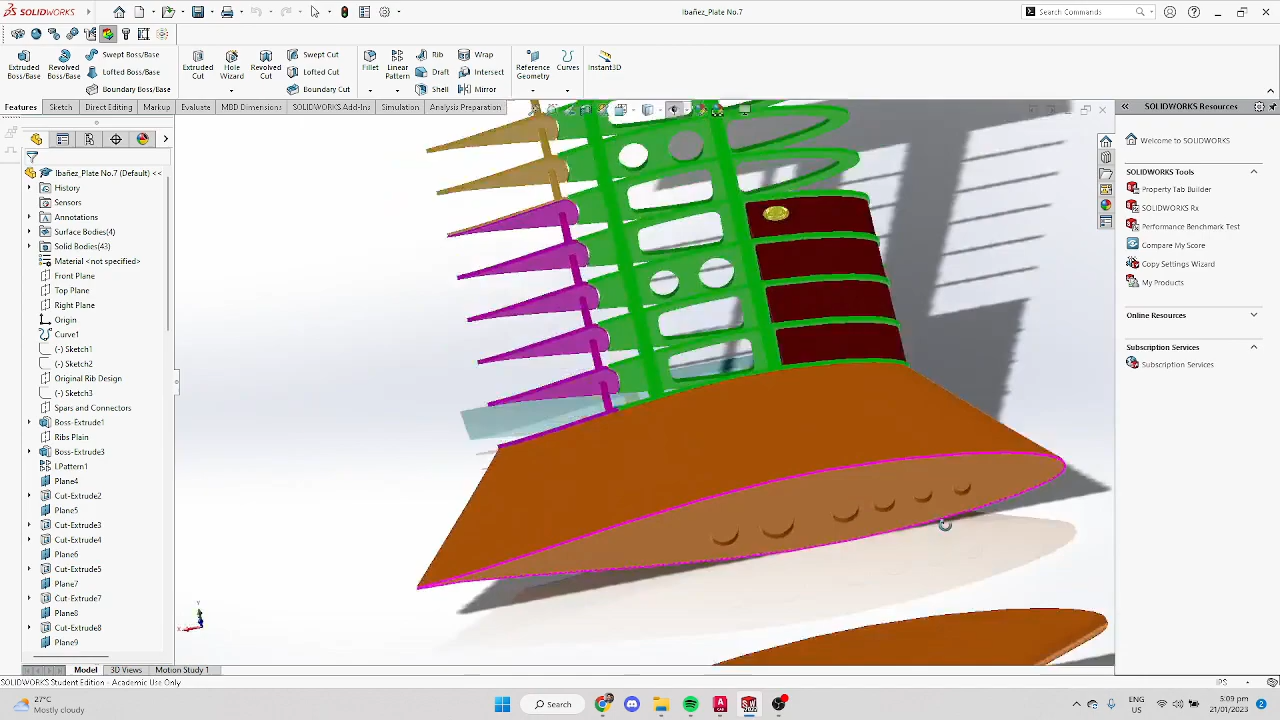 SOLIDWORKS
Ibañez_Plate No.7
Search Commands
Extruded Boss/Base
Revolved Boss/Base
Swept Boss/Base
Lofted Boss/Base
Boundary Boss/Base
Extruded Cut
Hole Wizard
Revolved Cut
Swept Cut
Lofted Cut
Boundary Cut
Fillet
Linear Pattern
Rib
Draft
Shell
Wrap
Intersect
Mirror
Reference Geometry
Curves
Instant3D
Features
Sketch
Direct Editing
Markup
Evaluate
MBD Dimensions
SOLIDWORKS Add-Ins
Simulation
Analysis Preparation
Ibañez_Plate No.7 (Default) <<
History
Sensors
Annotations
Surface Bodies(4)
Solid Bodies(43)
Material <not specified>
Front Plane
Top Plane
Right Plane
Origin
Curve1
(-) Sketch1
(-) Sketch2
Original Rib Design
(-) Sketch3
Spars and Connectors
Boss-Extrude1
Ribs Plain
Boss-Extrude3
LPattern1
Plane4
Cut-Extrude2
Plane5
Cut-Extrude3
Cut-Extrude4
Plane6
Cut-Extrude5
Plane7
Cut-Extrude7
Plane8
Cut-Extrude8
Plane9
SOLIDWORKS Resources
Welcome to SOLIDWORKS
SOLIDWORKS Tools
Property Tab Builder
SOLIDWORKS Rx
Performance Benchmark Test
Compare My Score
Copy Settings Wizard
My Products
Online Resources
Subscription Services
Subscription Services
Model
3D Views
Motion Study 1
SOLIDWORKS Student Edition - Academic Use Only
IPS
27°C
Mostly cloudy
Search
ENG
US
5:09 pm
21/01/2023
2